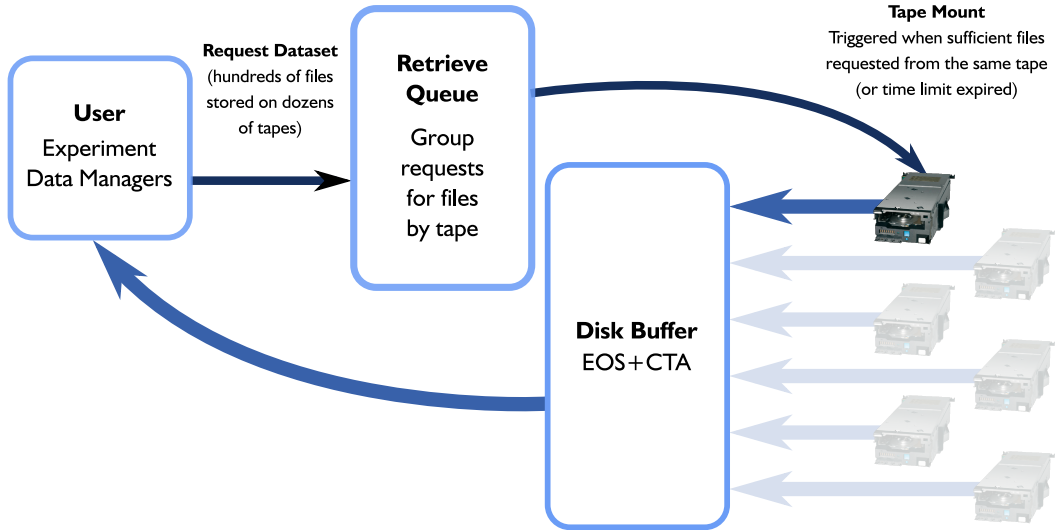 User
Experiment
Data Managers
Request Dataset
(hundreds of files
stored on dozens
of tapes)
Retrieve
Queue
Group
requests
for files
by tape
Tape Mount
Triggered when sufficient files
requested from the same tape
(or time limit expired)
Disk Buffer
EOS+CTA